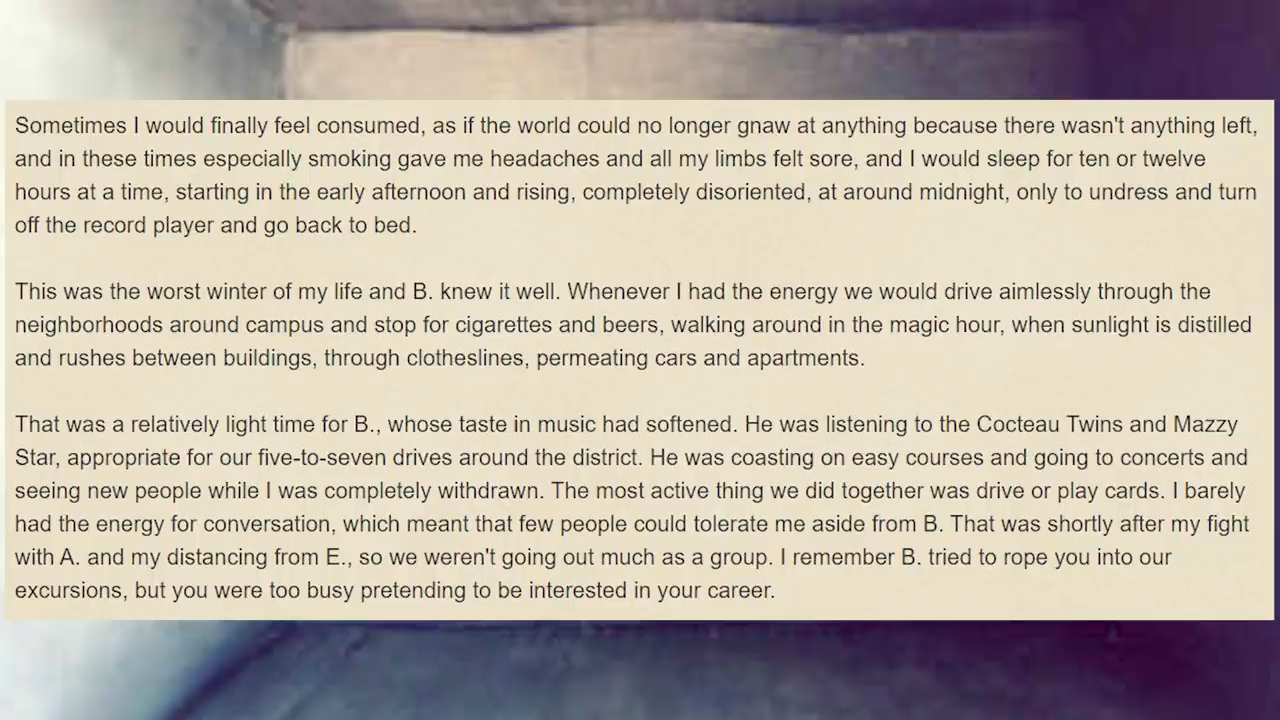 Sometimes I would finally feel consumed, as if the world could no longer gnaw at anything because there wasn't anything left,
and in these times especially smoking gave me headaches and all my limbs felt sore, and I would sleep for ten or twelve
hours at a time, starting in the early afternoon and rising, completely disoriented, at around midnight, only to undress and turn
off the record player and go back to bed.
This was the worst winter of my life and B. knew it well. Whenever I had the energy we would drive aimlessly through the
neighborhoods around campus and stop for cigarettes and beers, walking around in the magic hour, when sunlight is distilled
and rushes between buildings, through clotheslines, permeating cars and apartments.
That was a relatively light time for B., whose taste in music had softened. He was listening to the Cocteau Twins and Mazzy
Star, appropriate for our five-to-seven drives around the district. He was coasting on easy courses and going to concerts and
seeing new people while I was completely withdrawn. The most active thing we did together was drive or play cards. I barely
had the energy for conversation, which meant that few people could tolerate me aside from B. That was shortly after my fight
with A. and my distancing from E., so we weren't going out much as a group. I remember B. tried to rope you into our
excursions, but you were too busy pretending to be interested in your career.